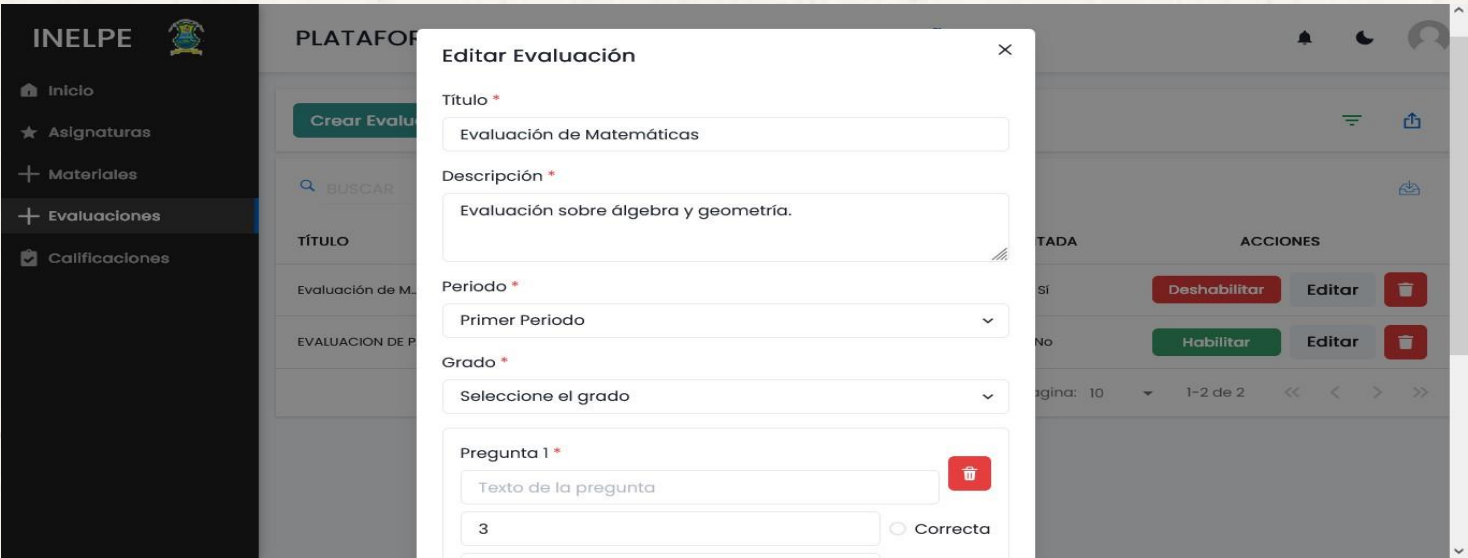 INELPE
Inicio
Asignaturas
Materiales
Evaluaciones
Calificaciones
PLATAFOR
Crear Evalu
BUSCAR
TÍTULO
TADA
ACCIONES
Evaluación de M...
Sí
Deshabilitar
Editar
EVALUACION DE P
No
Habilitar
Editar
agina: 10
1-2 de 2
Editar Evaluación
Título *
Evaluación de Matemáticas
Descripción *
Evaluación sobre álgebra y geometría.
Periodo *
Primer Periodo
Grado *
Seleccione el grado
Pregunta 1 *
Texto de la pregunta
3
Correcta